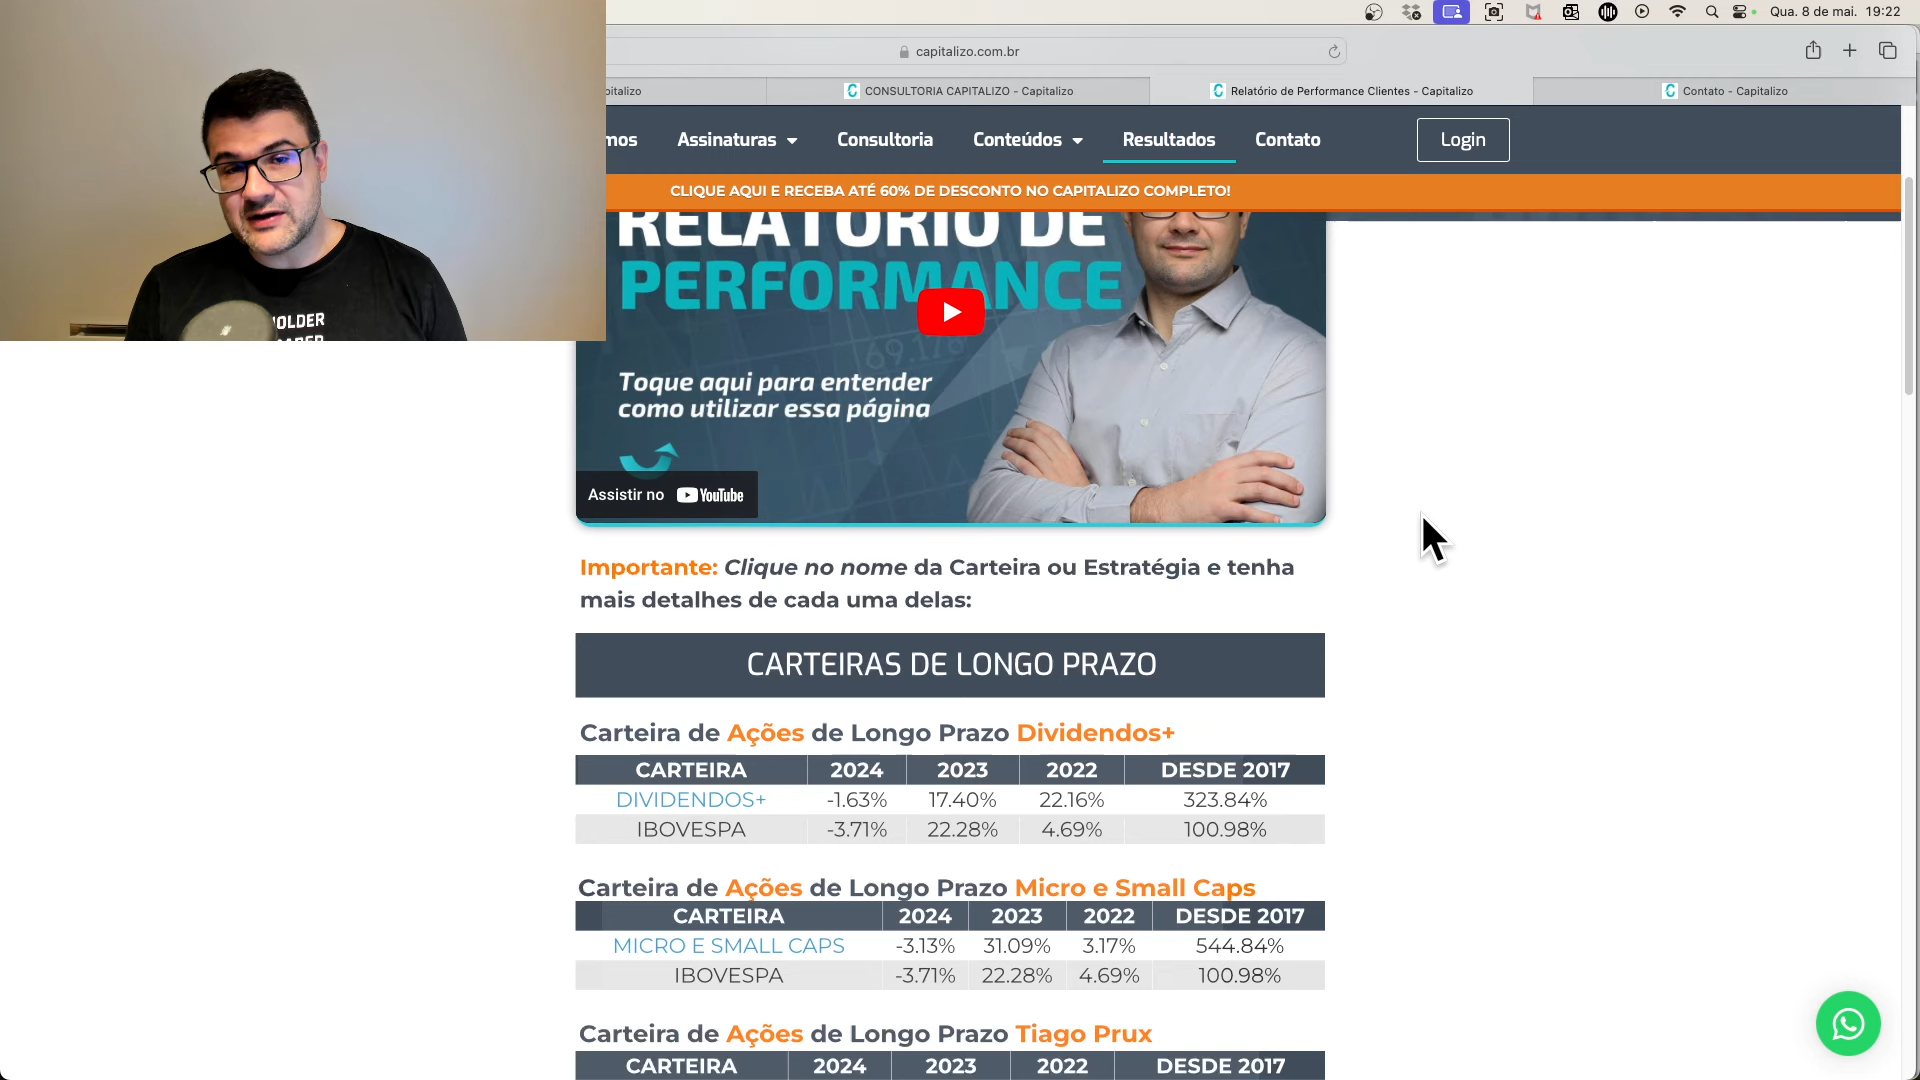 Qua. 8 de mai. 19:22
capitalizo.com.br
CONSULTORIA CAPITALIZO - Capitalizo
Relatório de Performance Clientes - Capitalizo
Contato - Capitalizo
Assinaturas
Consultoria
Conteúdos
Resultados
Contato
Login
CLIQUE AQUI E RECEBA ATÉ 60% DE DESCONTO NO CAPITALIZO COMPLETO!
RELATÓRIO DE
PERFORMANCE
69.178
Toque aqui para entender
como utilizar essa página
Assistir no YouTube
OLDER
Importante: Clique no nome da Carteira ou Estratégia e tenha
mais detalhes de cada uma delas:
CARTEIRAS DE LONGO PRAZO
Carteira de Ações de Longo Prazo Dividendos+
CARTEIRA 2024 2023 2022 DESDE 2017
DIVIDENDOS+ -1.63% 17.40% 22.16% 323.84%
IBOVESPA -3.71% 22.28% 4.69% 100.98%
Carteira de Ações de Longo Prazo Micro e Small Caps
CARTEIRA 2024 2023 2022 DESDE 2017
MICRO E SMALL CAPS -3.13% 31.09% 3.17% 544.84%
IBOVESPA -3.71% 22.28% 4.69% 100.98%
Carteira de Ações de Longo Prazo Tiago Prux
CARTEIRA 2024 2023 2022 DESDE 2017